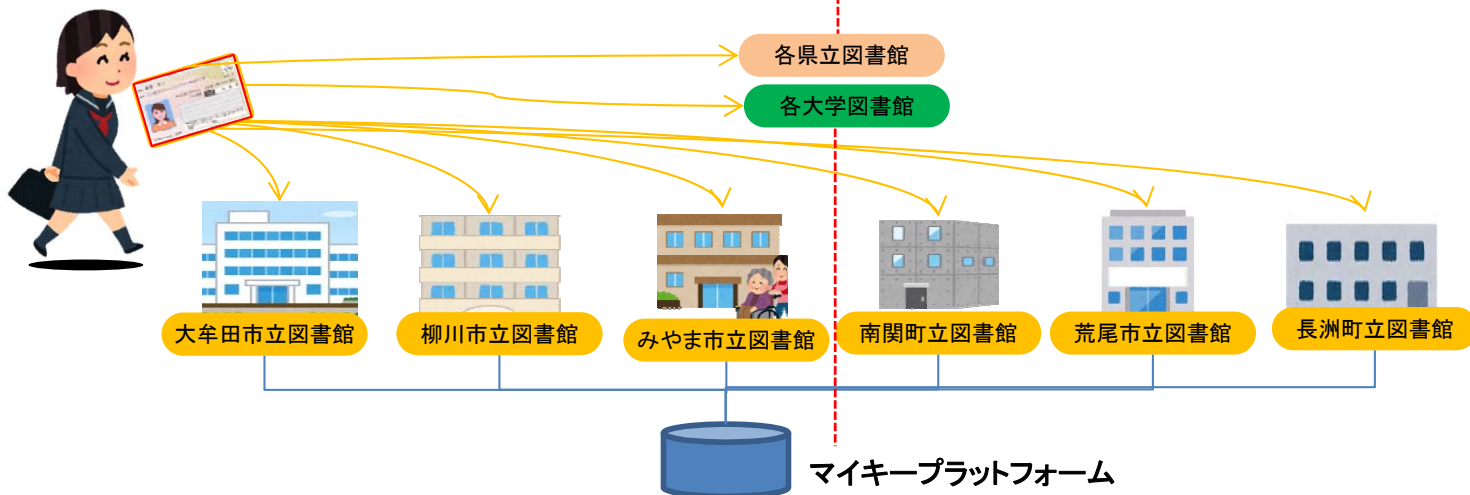 各県立図書館
各大学図書館
大牟田市立図書館
柳川市立図書館
みやま市立図書館
南関町立図書館
荒尾市立図書館
長洲町立図書館
マイキープラットフォーム